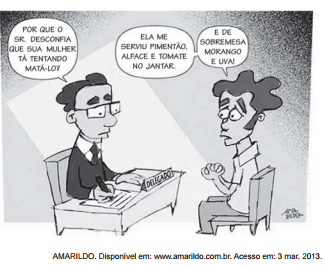 POR QUE O
SR. DESCONFIA
QUE SUA MULHER
TÁ TENTANDO
MATÁ-LO?
ELA ME
SERVIU PIMENTÃO,
ALFACE E TOMATE
NO JANTAR.
E DE
SOBREMESA
MORANGO
E UVA!
DELEGADO
AMARILDO
AMARILDO. Disponível em: www.amarildo.com.br. Acesso em: 3 mar. 2013.